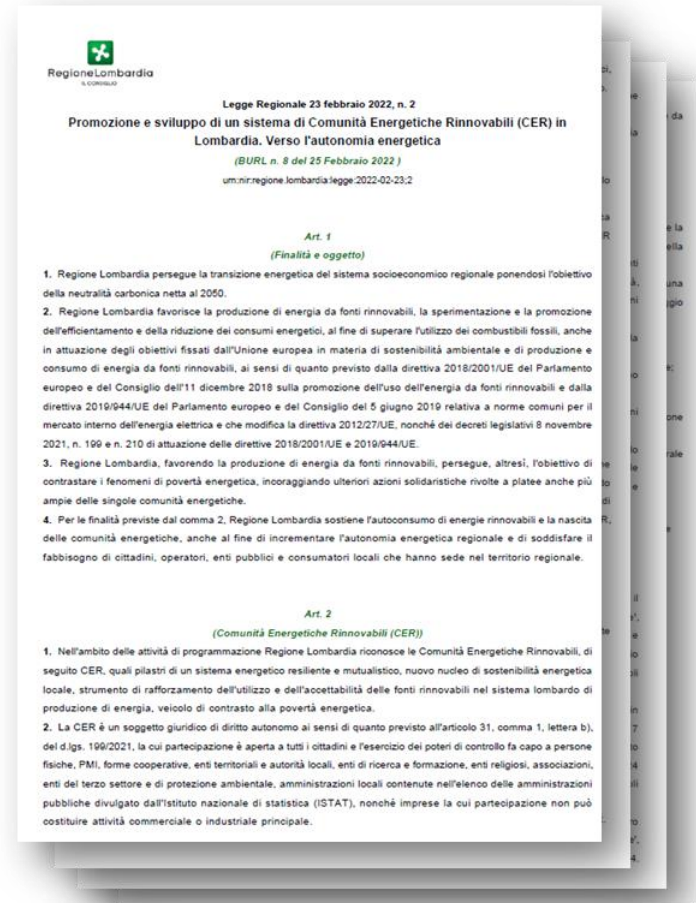 RegioneLombardia
IL CONSIGLIO
Legge Regionale 23 febbraio 2022, n. 2
Promozione e sviluppo di un sistema di Comunità Energetiche Rinnovabili (CER) in
Lombardia. Verso l'autonomia energetica
(BURL n. 8 del 25 Febbraio 2022 )
urn:nir:regione.lombardia:legge:2022-02-23;2
Art. 1
(Finalità e oggetto)
1. Regione Lombardia persegue la transizione energetica del sistema socioeconomico regionale ponendosi l'obiettivo
della neutralità carbonica netta al 2050.
2. Regione Lombardia favorisce la produzione di energia da fonti rinnovabili, la sperimentazione e la promozione
dell'efficientamento e della riduzione dei consumi energetici, al fine di superare l'utilizzo dei combustibili fossili, anche
in attuazione degli obiettivi fissati dall'Unione europea in materia di sostenibilità ambientale e di produzione e
consumo di energia da fonti rinnovabili, ai sensi di quanto previsto dalla direttiva 2018/2001/UE del Parlamento
europeo e del Consiglio dell'11 dicembre 2018 sulla promozione dell'uso dell'energia da fonti rinnovabili e dalla
direttiva 2019/944/UE del Parlamento europeo e del Consiglio del 5 giugno 2019 relativa a norme comuni per il
mercato interno dell'energia elettrica e che modifica la direttiva 2012/27/UE, nonché dei decreti legislativi 8 novembre
2021, n. 199 e n. 210 di attuazione delle direttive 2018/2001/UE e 2019/944/UE.
3. Regione Lombardia, favorendo la produzione di energia da fonti rinnovabili, persegue, altresì, l'obiettivo di
contrastare i fenomeni di povertà energetica, incoraggiando ulteriori azioni solidaristiche rivolte a platee anche più
ampie delle singole comunità energetiche.
4. Per le finalità previste dal comma 2, Regione Lombardia sostiene l'autoconsumo di energie rinnovabili e la nascita
delle comunità energetiche, anche al fine di incrementare l'autonomia energetica regionale e di soddisfare il
fabbisogno di cittadini, operatori, enti pubblici e consumatori locali che hanno sede nel territorio regionale.
Art. 2
(Comunità Energetiche Rinnovabili (CER))
1. Nell'ambito delle attività di programmazione Regione Lombardia riconosce le Comunità Energetiche Rinnovabili, di
seguito CER, quali pilastri di un sistema energetico resiliente e mutualistico, nuovo nucleo di sostenibilità energetica
locale, strumento di rafforzamento dell'utilizzo e dell'accettabilità delle fonti rinnovabili nel sistema lombardo di
produzione di energia, veicolo di contrasto alla povertà energetica.
2. La CER è un soggetto giuridico di diritto autonomo ai sensi di quanto previsto all'articolo 31, comma 1, lettera b),
del d.lgs. 199/2021, la cui partecipazione è aperta a tutti i cittadini e l'esercizio dei poteri di controllo fa capo a persone
fisiche, PMI, forme cooperative, enti territoriali e autorità locali, enti di ricerca e formazione, enti religiosi, associazioni,
enti del terzo settore e di protezione ambientale, amministrazioni locali contenute nell'elenco delle amministrazioni
pubbliche divulgato dall'Istituto nazionale di statistica (ISTAT), nonché imprese la cui partecipazione non può
costituire attività commerciale o industriale principale.